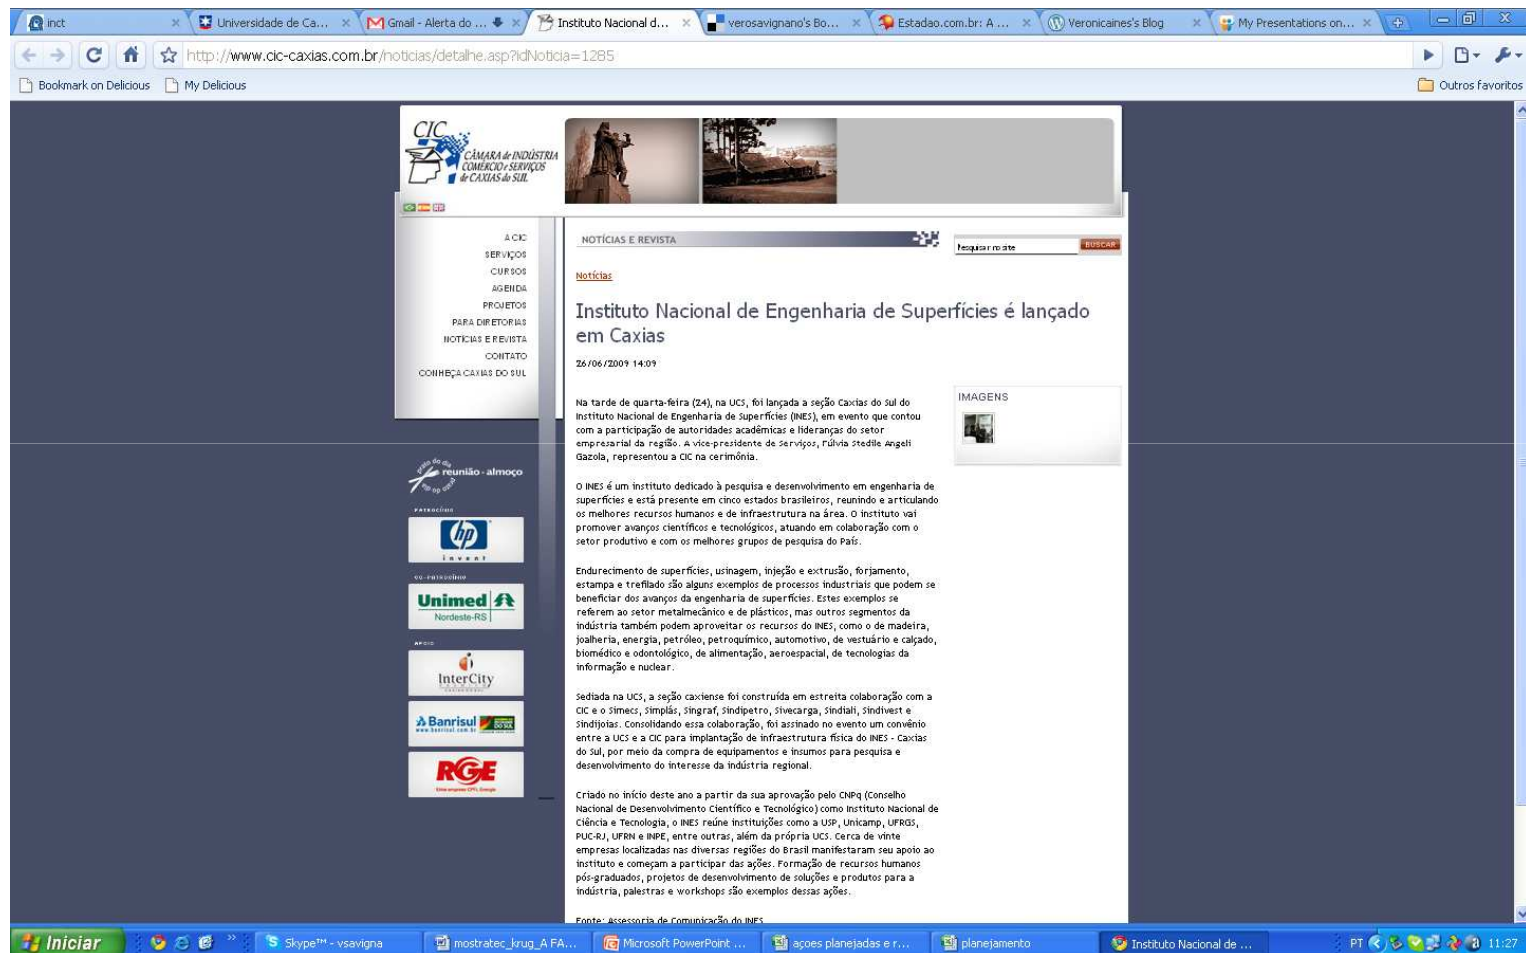 inct
Universidade de Ca...
Gmail - Alerta do ...
Instituto Nacional d...
verosavignano's Bo...
Estadao.com.br: A ...
Veronicaines's Blog
My Presentations on...
http://www.cic-caxias.com.br/noticias/detalhe.asp?idNoticia=1285
Bookmark on Delicious
My Delicious
Outros favoritos
CIC
CÂMARA de INDÚSTRIA
COMÉRCIO e SERVIÇOS
de CAXIAS do SUL
A CIC
SERVIÇOS
CURSOS
AGENDA
PROJETOS
PARA DIRETORIAS
NOTÍCIAS E REVISTA
CONTATO
CONHEÇA CAXIAS DO SUL
prato do dia
reunião - almoço
PATROCÍNIO
hp
invent
CO-PATROCÍNIO
Unimed
Nordeste-RS
APOIO
InterCity
Banrisul
www.banrisul.com.br
RGE
Uma empresa CPFL Energia
NOTÍCIAS E REVISTA
Pesquisar no site
BUSCAR
Notícias
Instituto Nacional de Engenharia de Superfícies é lançado
em Caxias
26/06/2009 14:09
Na tarde de quarta-feira (24), na UCS, foi lançada a seção Caxias do Sul do
Instituto Nacional de Engenharia de Superfícies (INES), em evento que contou
com a participação de autoridades acadêmicas e lideranças do setor
empresarial da região. A vice-presidente de Serviços, Fúlvia Stedile Angeli
Gazola, representou a CIC na cerimônia.
O INES é um instituto dedicado à pesquisa e desenvolvimento em engenharia de
superfícies e está presente em cinco estados brasileiros, reunindo e articulando
os melhores recursos humanos e de infraestrutura na área. O instituto vai
promover avanços científicos e tecnológicos, atuando em colaboração com o
setor produtivo e com os melhores grupos de pesquisa do País.
Endurecimento de superfícies, usinagem, injeção e extrusão, forjamento,
estampa e trefilado são alguns exemplos de processos industriais que podem se
beneficiar dos avanços da engenharia de superfícies. Estes exemplos se
referem ao setor metalmecânico e de plásticos, mas outros segmentos da
indústria também podem aproveitar os recursos do INES, como o de madeira,
joalheria, energia, petróleo, petroquímico, automotivo, de vestuário e calçado,
biomédico e odontológico, de alimentação, aeroespacial, de tecnologias da
informação e nuclear.
Sediada na UCS, a seção caxiense foi construída em estreita colaboração com a
CIC e o Simecs, Simplás, Singraf, Sindipetro, Sivecarga, Sindiali, Sindivest e
Sindijoias. Consolidando essa colaboração, foi assinado no evento um convênio
entre a UCS e a CIC para implantação de infraestrutura física do INES - Caxias
do Sul, por meio da compra de equipamentos e insumos para pesquisa e
desenvolvimento do interesse da indústria regional.
Criado no início deste ano a partir da sua aprovação pelo CNPq (Conselho
Nacional de Desenvolvimento Científico e Tecnológico) como Instituto Nacional de
Ciência e Tecnologia, o INES reúne instituições como a USP, Unicamp, UFRGS,
PUC-RJ, UFRN e INPE, entre outras, além da própria UCS. Cerca de vinte
empresas localizadas nas diversas regiões do Brasil manifestaram seu apoio ao
instituto e começam a participar das ações. Formação de recursos humanos
pós-graduados, projetos de desenvolvimento de soluções e produtos para a
indústria, palestras e workshops são exemplos dessas ações.
Fonte: Assessoria de Comunicação do INES
IMAGENS
Iniciar
Skype™ - vsavigna
mostratec_krug_A FA...
Microsoft PowerPoint ...
açoes planejadas e r...
planejamento
Instituto Nacional de ...
PT
11:27